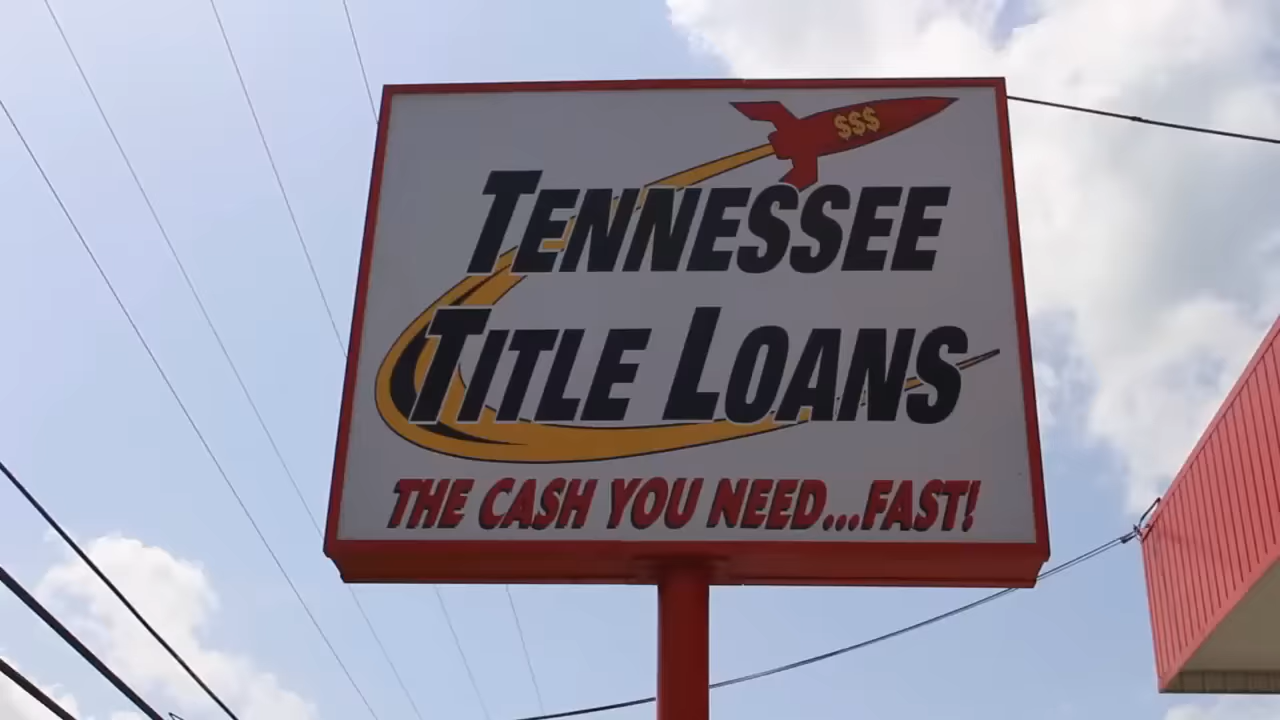 $$$
TENNESSEE
TITLE LOANS
THE CASH YOU NEED...FAST!